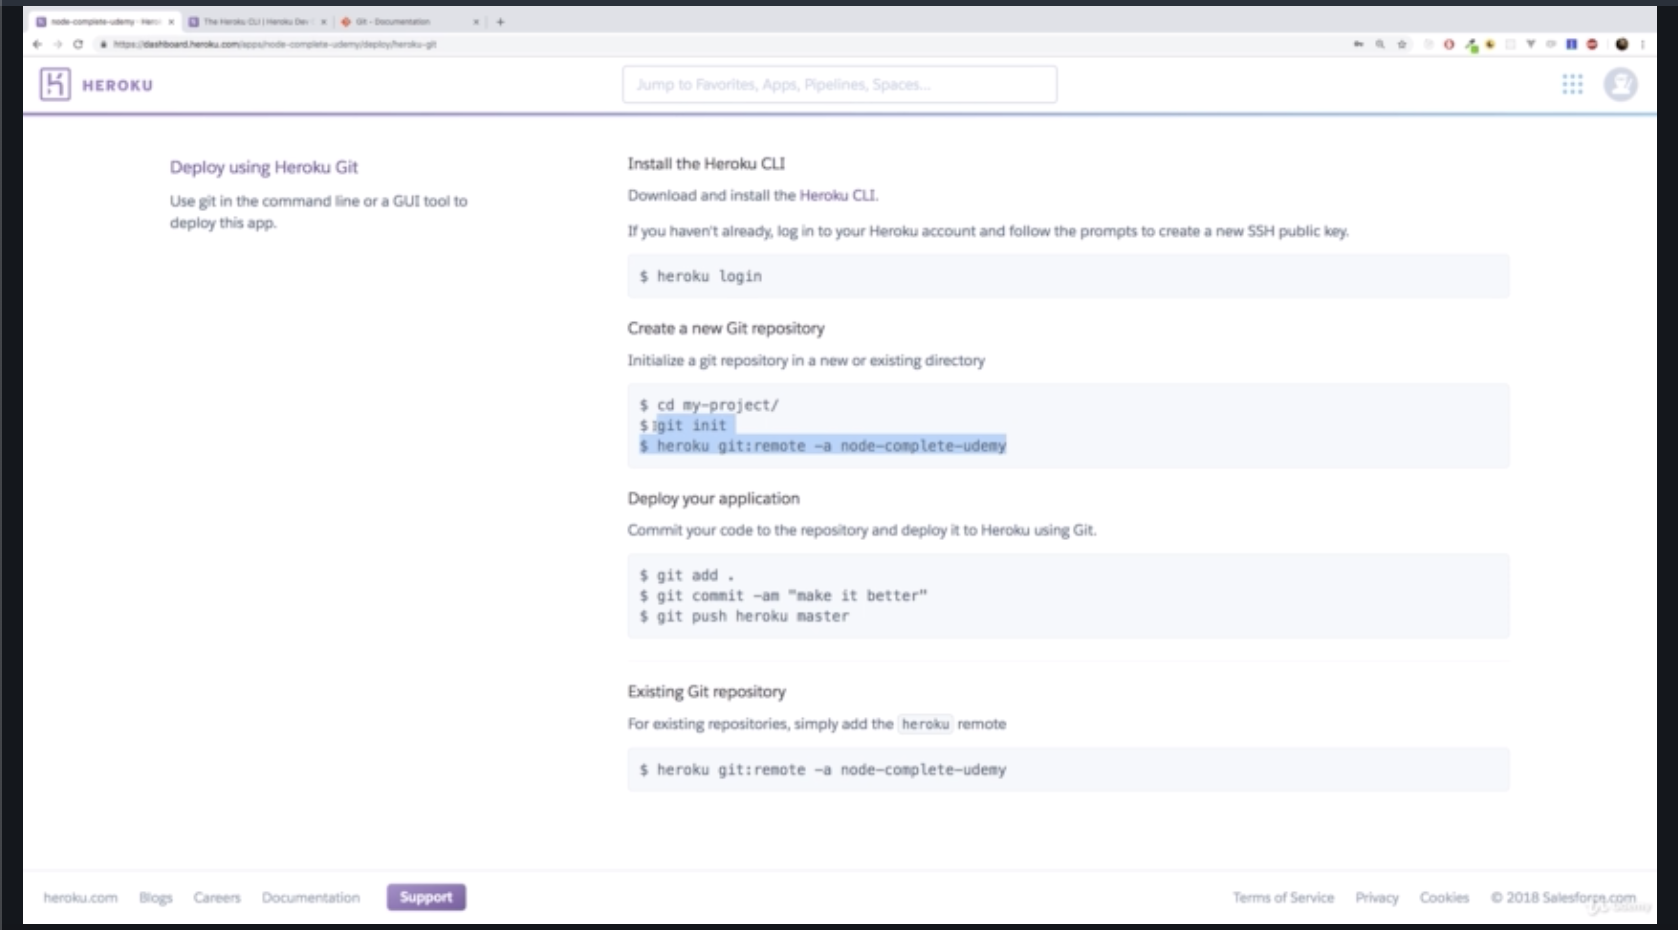 node-complete-udemy · Hero
The Heroku CLI | Heroku Dev
Git - Documentation
https://dashboard.heroku.com/apps/node-complete-udemy/deploy/heroku-git
HEROKU
Jump to Favorites, Apps, Pipelines, Spaces...
Deploy using Heroku Git
Use git in the command line or a GUI tool to
deploy this app.
Install the Heroku CLI
Download and install the Heroku CLI.
If you haven't already, log in to your Heroku account and follow the prompts to create a new SSH public key.
$ heroku login
Create a new Git repository
Initialize a git repository in a new or existing directory
$ cd my-project/
$ git init
$ heroku git:remote -a node-complete-udemy
Deploy your application
Commit your code to the repository and deploy it to Heroku using Git.
$ git add .
$ git commit -am "make it better"
$ git push heroku master
Existing Git repository
For existing repositories, simply add the heroku remote
$ heroku git:remote -a node-complete-udemy
heroku.com Blogs Careers Documentation Support
Terms of Service Privacy Cookies © 2018 Salesforce.com
Udemy